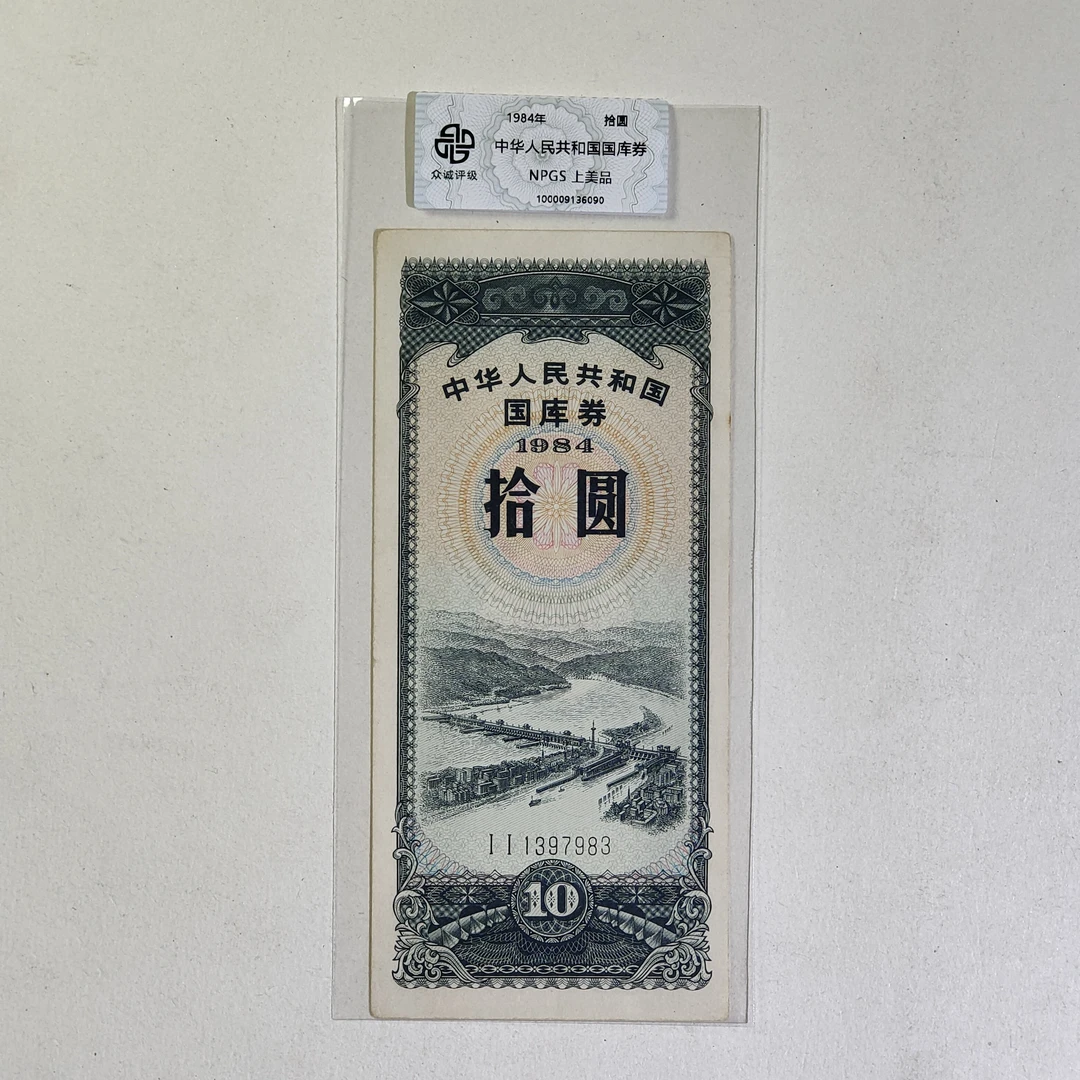 1984年 拾圆
中华人民共和国国库券
众诚评级
NPGS 上美品
100009136090
中华人民共和国
国库券
1984
拾圆
II1397983
10